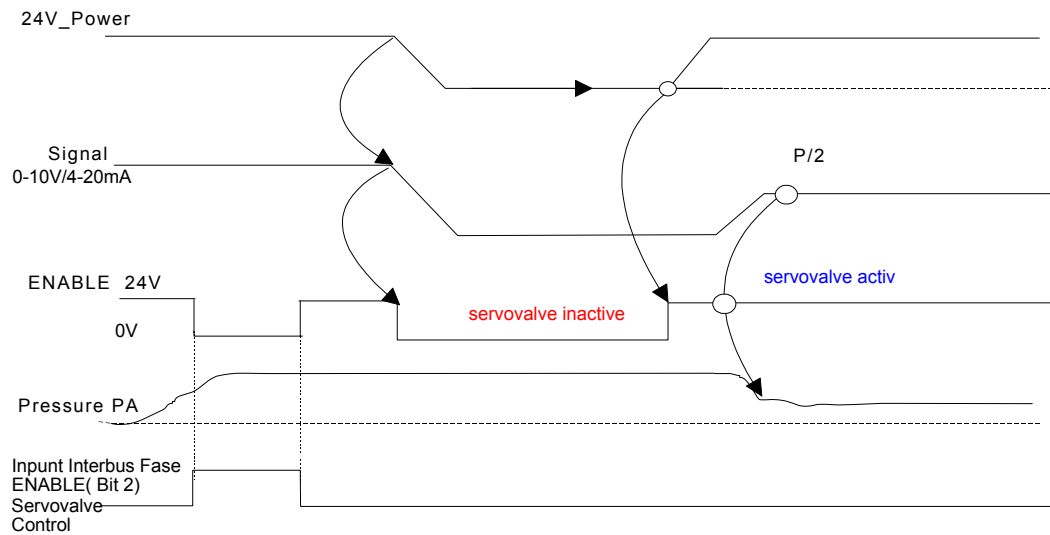 24V_Power
Signal
0-10V/4-20mA
P/2
ENABLE 24V
servovalve activ
servovalve inactive
0V
Pressure PA
Inpunt Interbus Fase
ENABLE( Bit 2)
Servovalve
Control